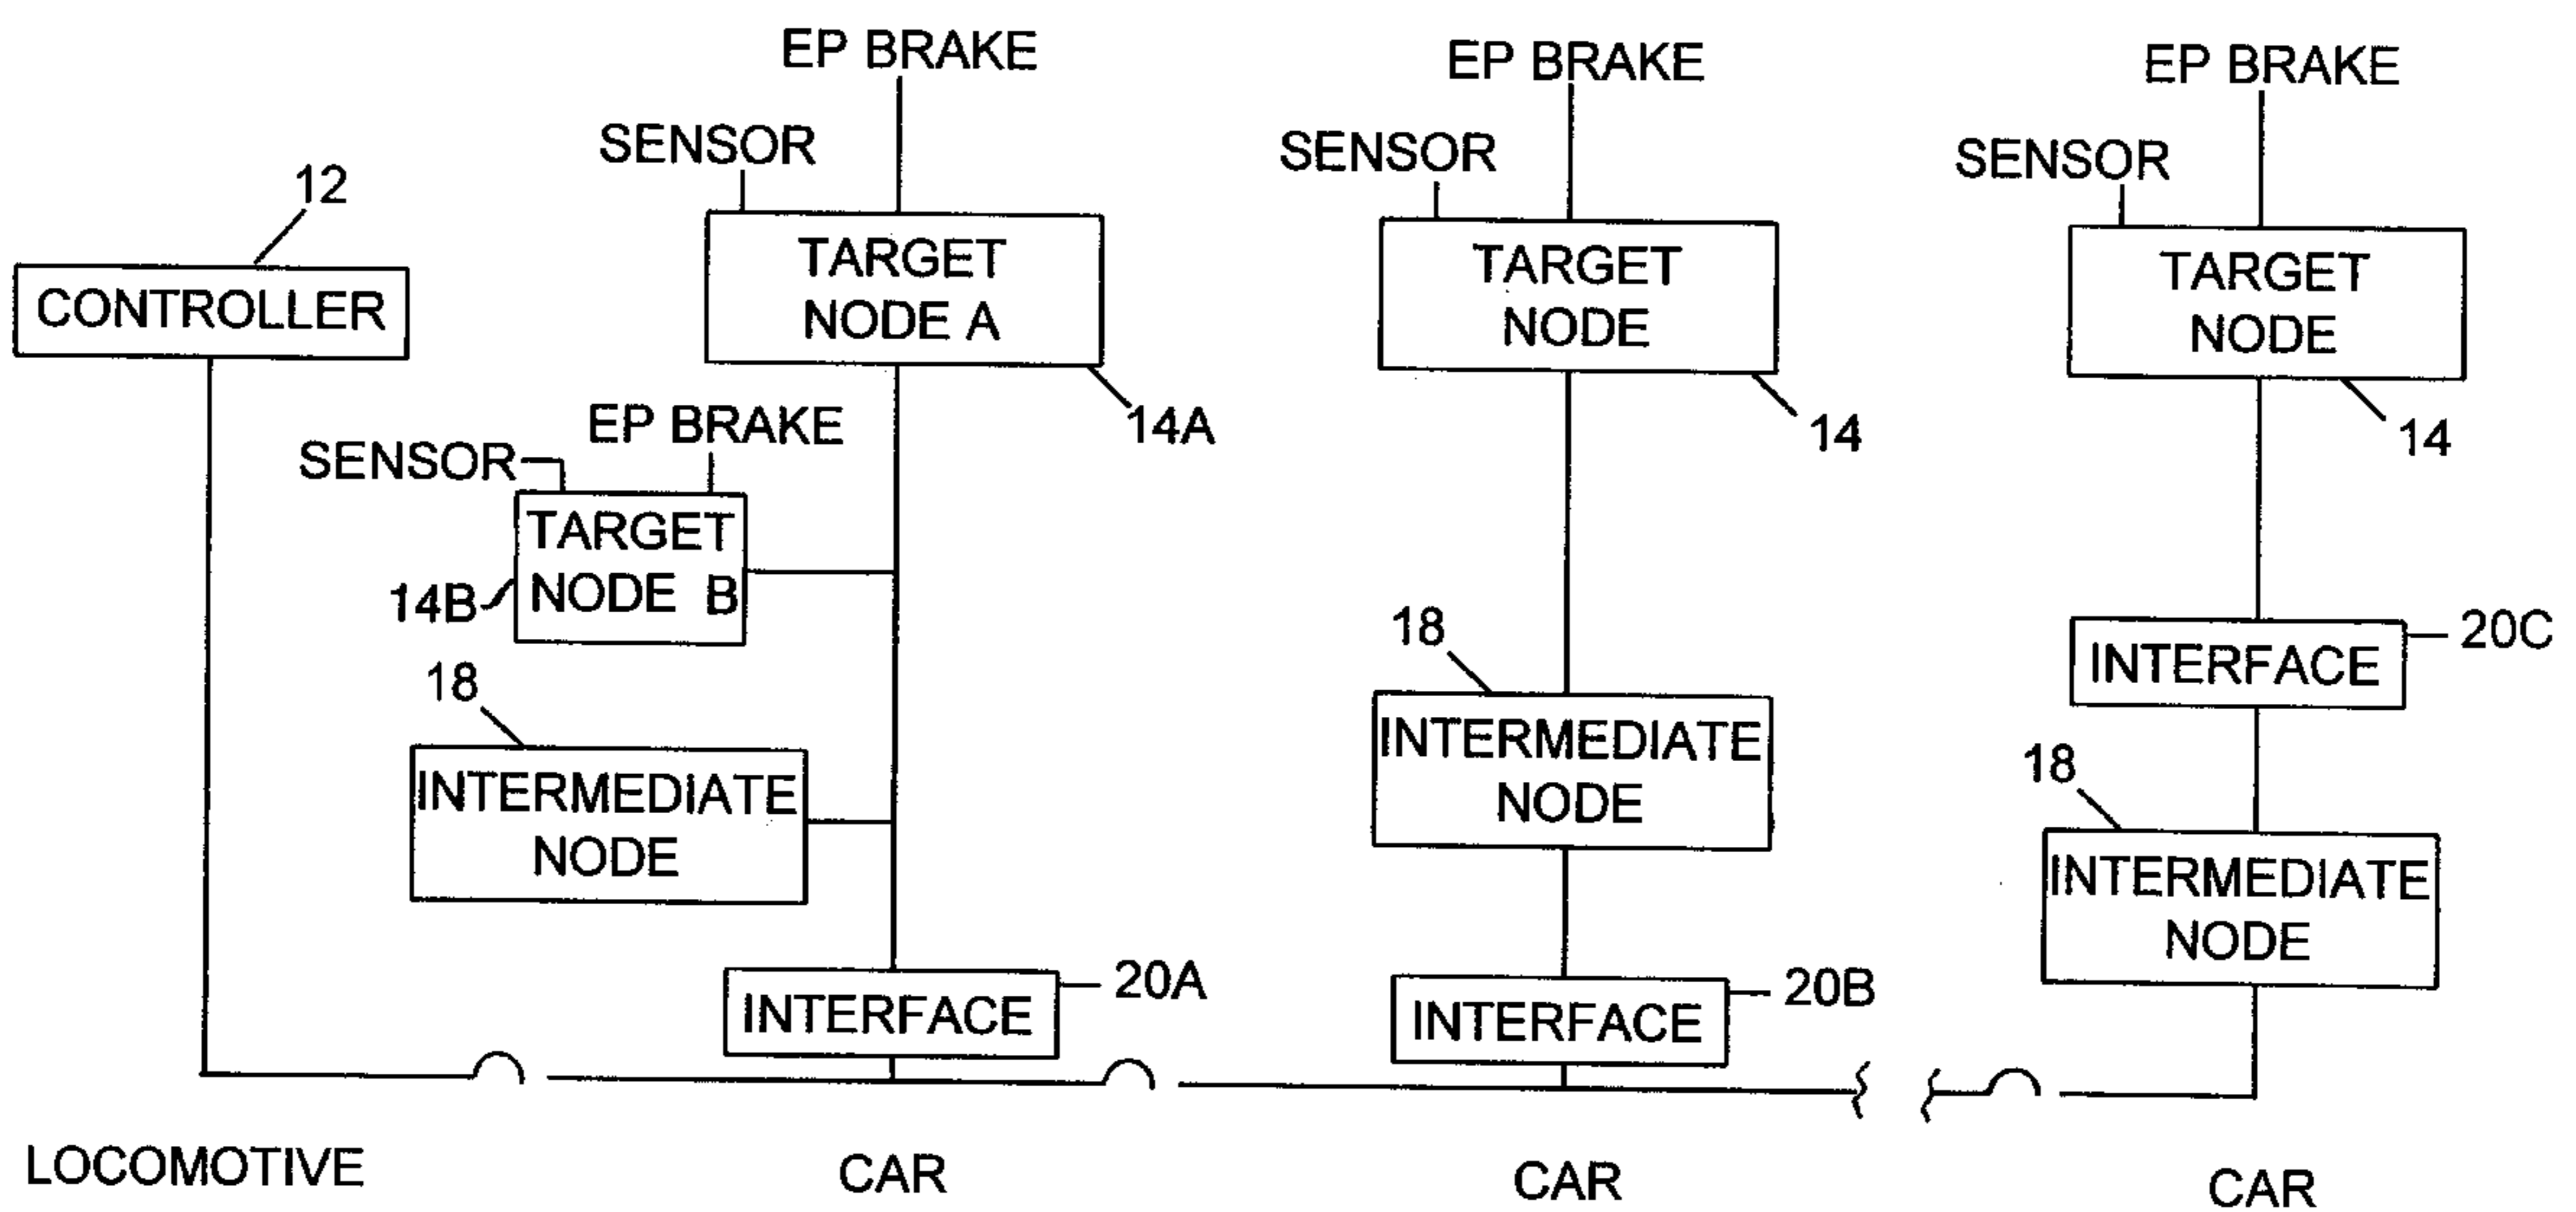 EP BRAKE
SENSOR
12
CONTROLLER
TARGET
NODE A
14A
EP BRAKE
SENSOR
TARGET
NODE B
14B
18
INTERMEDIATE
NODE
INTERFACE
20A
EP BRAKE
SENSOR
TARGET
NODE
14
18
INTERMEDIATE
NODE
INTERFACE
20B
EP BRAKE
SENSOR
TARGET
NODE
14
INTERFACE
20C
18
INTERMEDIATE
NODE
LOCOMOTIVE
CAR
CAR
CAR